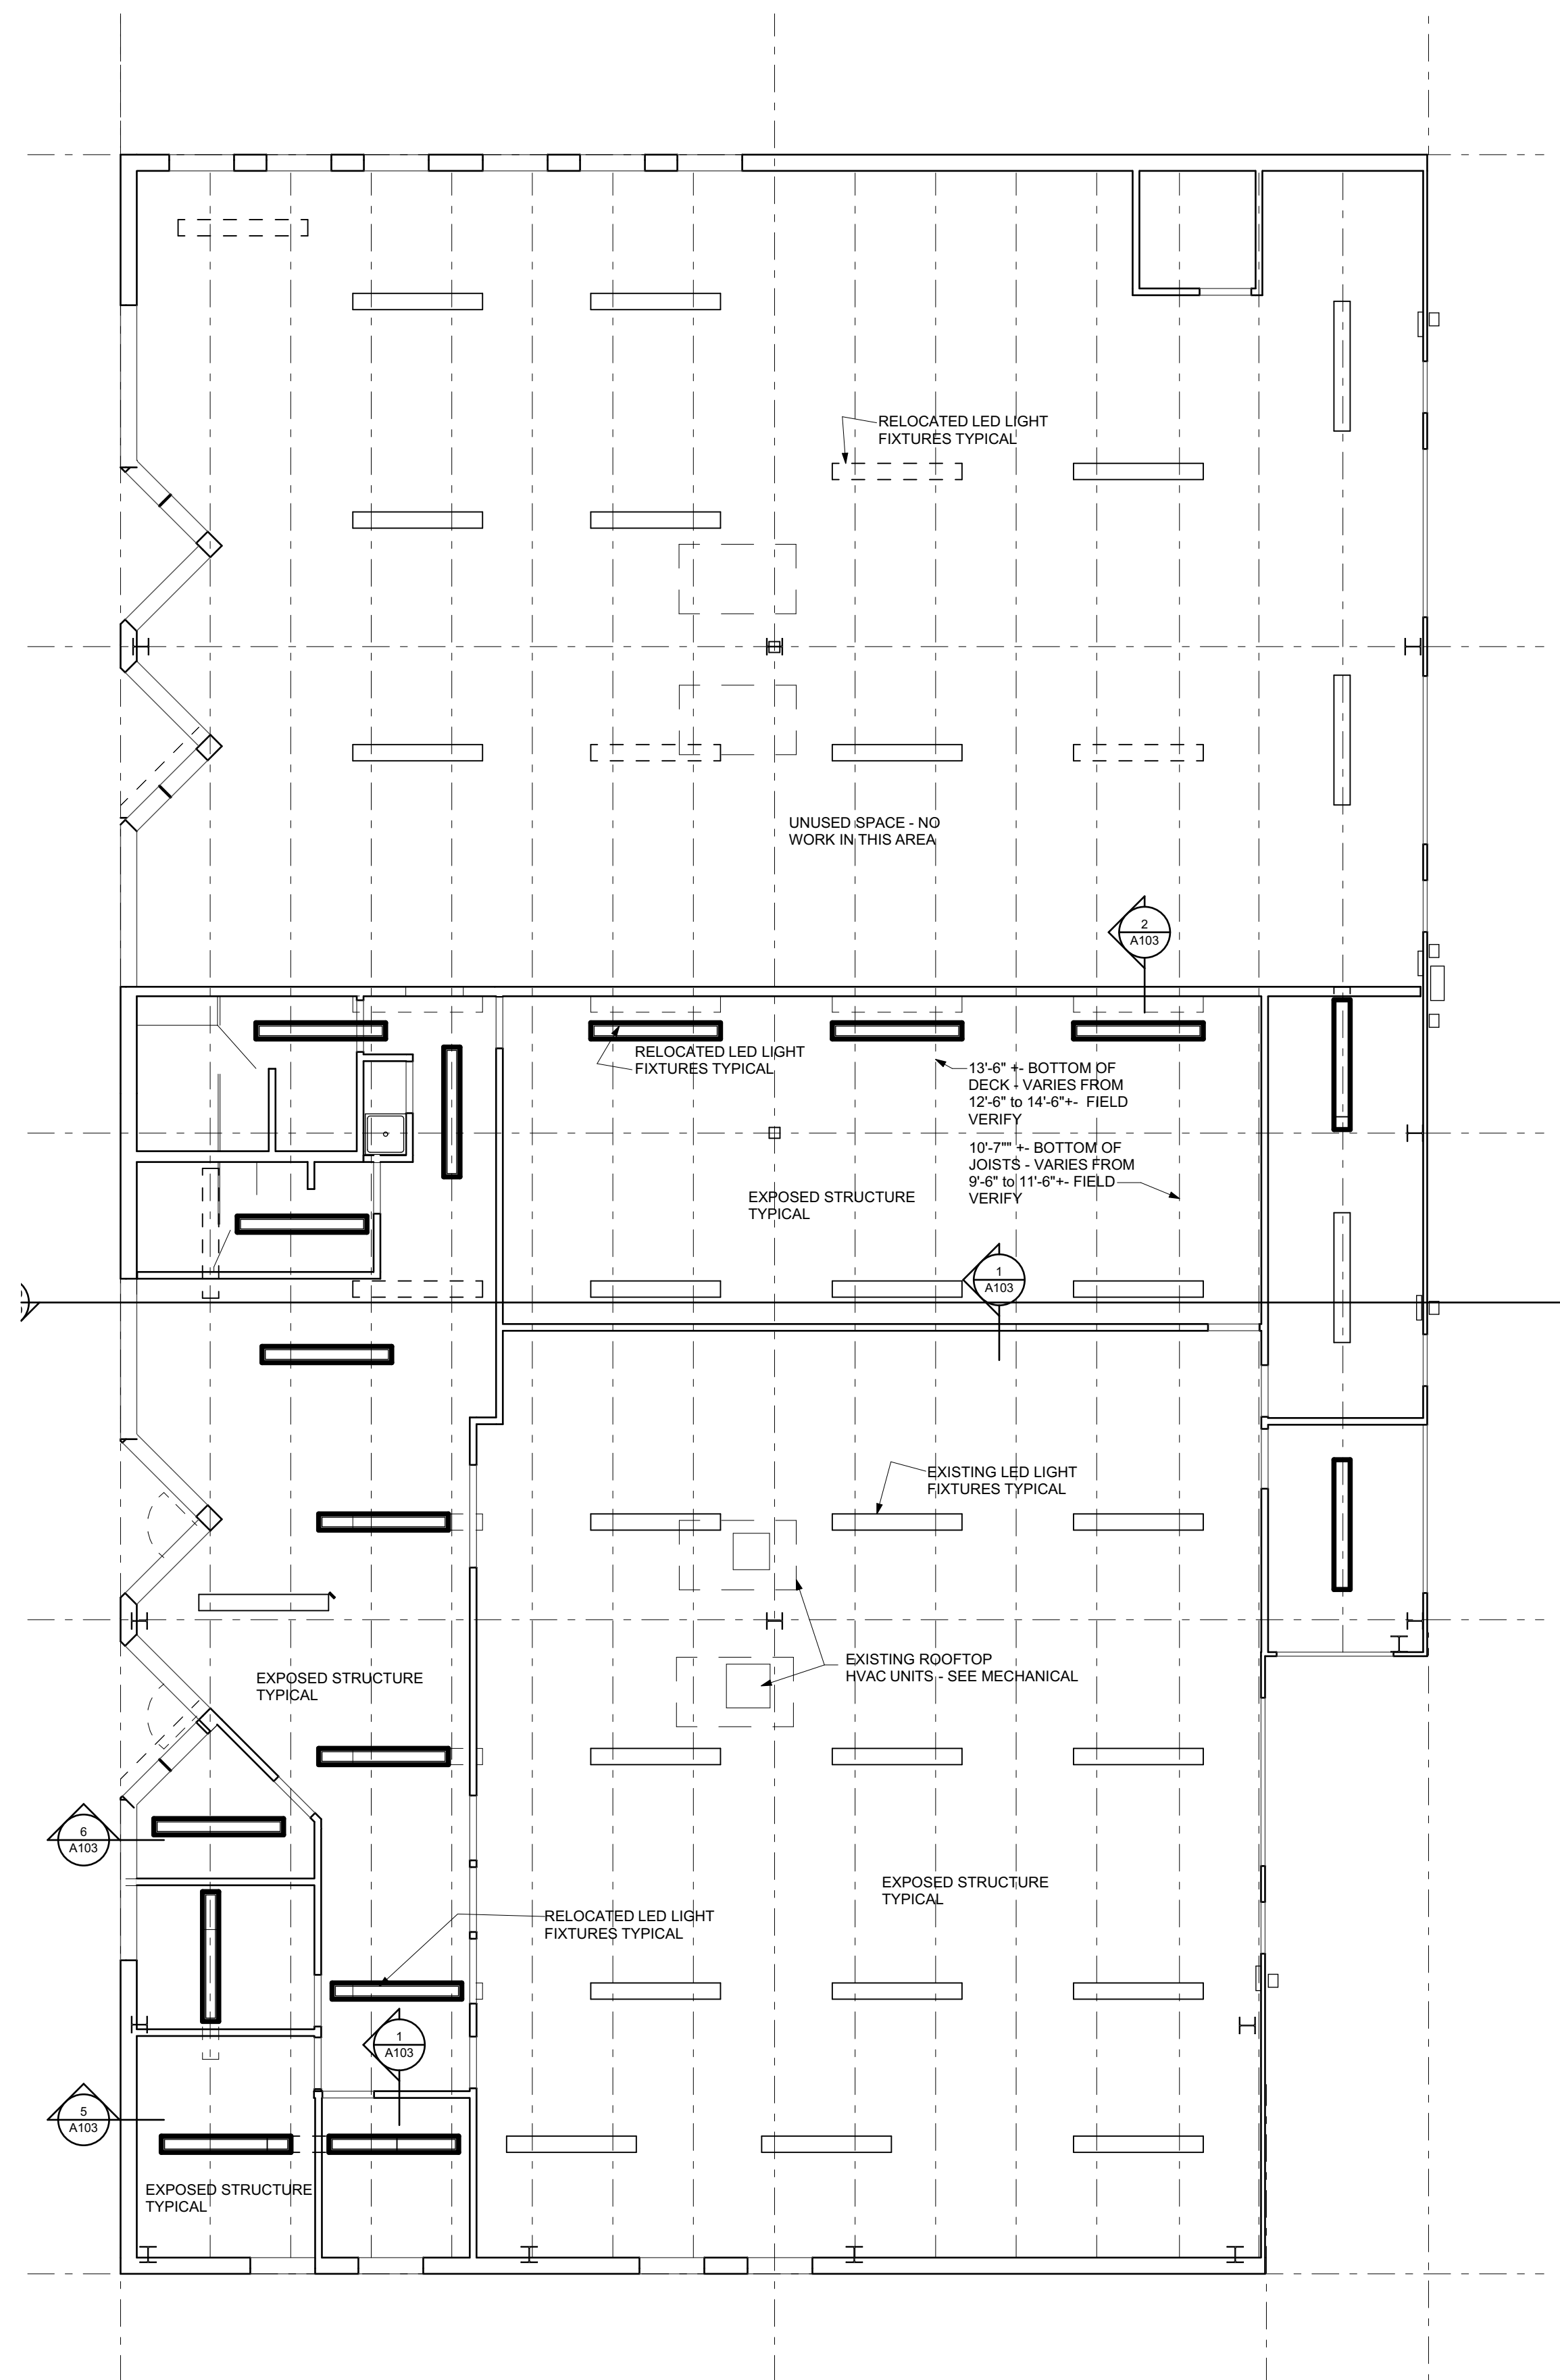 RELOCATED LED LIGHT
FIXTURES TYPICAL
UNUSED SPACE - NO
WORK IN THIS AREA
2
A103
RELOCATED LED LIGHT
FIXTURES TYPICAL
13'-6" +- BOTTOM OF
DECK - VARIES FROM
12'-6" to 14'-6"+- FIELD
VERIFY
10'-7"" +- BOTTOM OF
JOISTS - VARIES FROM
9'-6" to 11'-6"+- FIELD
VERIFY
EXPOSED STRUCTURE
TYPICAL
1
A103
EXISTING LED LIGHT
FIXTURES TYPICAL
EXISTING ROOFTOP
HVAC UNITS - SEE MECHANICAL
EXPOSED STRUCTURE
TYPICAL
6
A103
EXPOSED STRUCTURE
TYPICAL
RELOCATED LED LIGHT
FIXTURES TYPICAL
1
A103
5
A103
EXPOSED STRUCTURE
TYPICAL